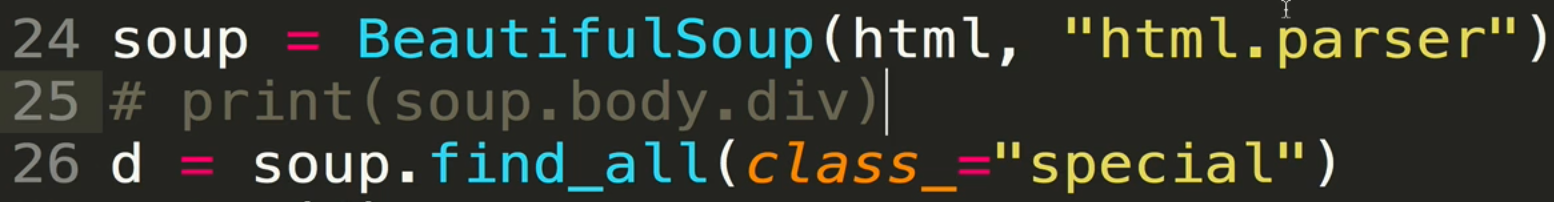 24 soup = BeautifulSoup(html, "html.parser")
25 # print(soup.body.div)
26 d = soup.find_all(class_="special")